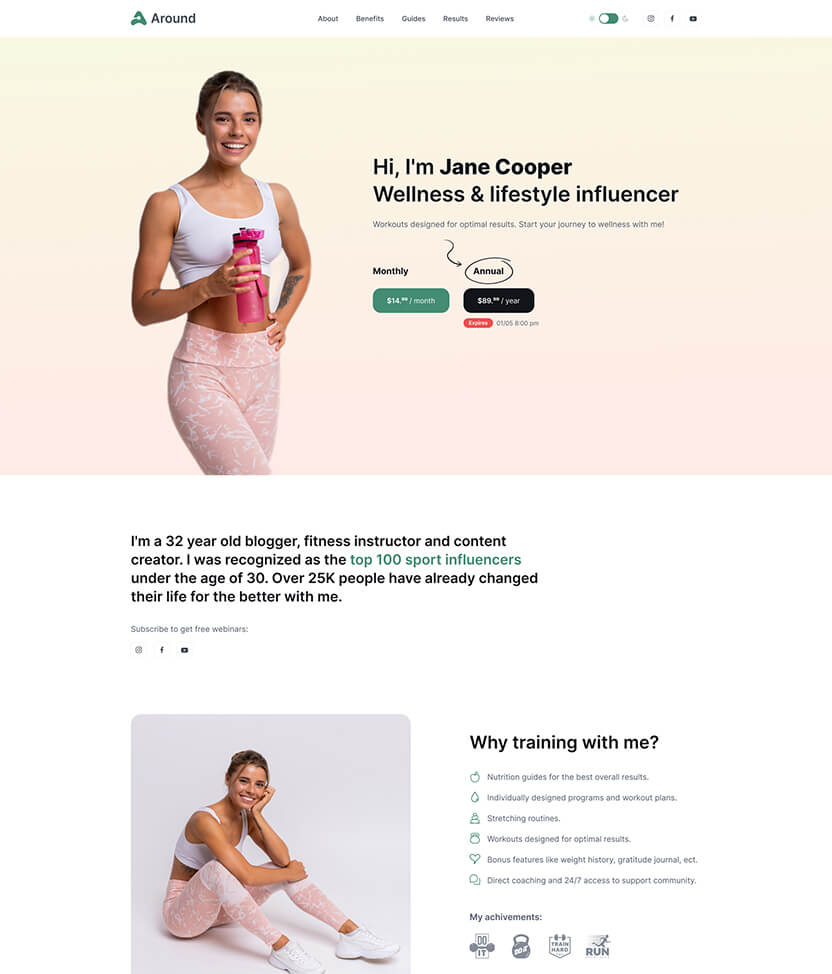 Around
About Benefits Guides Results Reviews
Hi, I'm Jane Cooper
Wellness & lifestyle influencer
Workouts designed for optimal results. Start your journey to wellness with me!
Monthly Annual
$14.⁹⁹ / month $89.⁹⁹ / year
Expires 01/05 8:00 pm
I'm a 32 year old blogger, fitness instructor and content
creator. I was recognized as the top 100 sport influencers
under the age of 30. Over 25K people have already changed
their life for the better with me.
Subscribe to get free webinars:
Why training with me?
Nutrition guides for the best overall results.
Individually designed programs and workout plans.
Stretching routines.
Workouts designed for optimal results.
Bonus features like weight history, gratitude journal, ect.
Direct coaching and 24/7 access to support community.
My achivements:
DO
IT
TRAIN
HARD
RUN